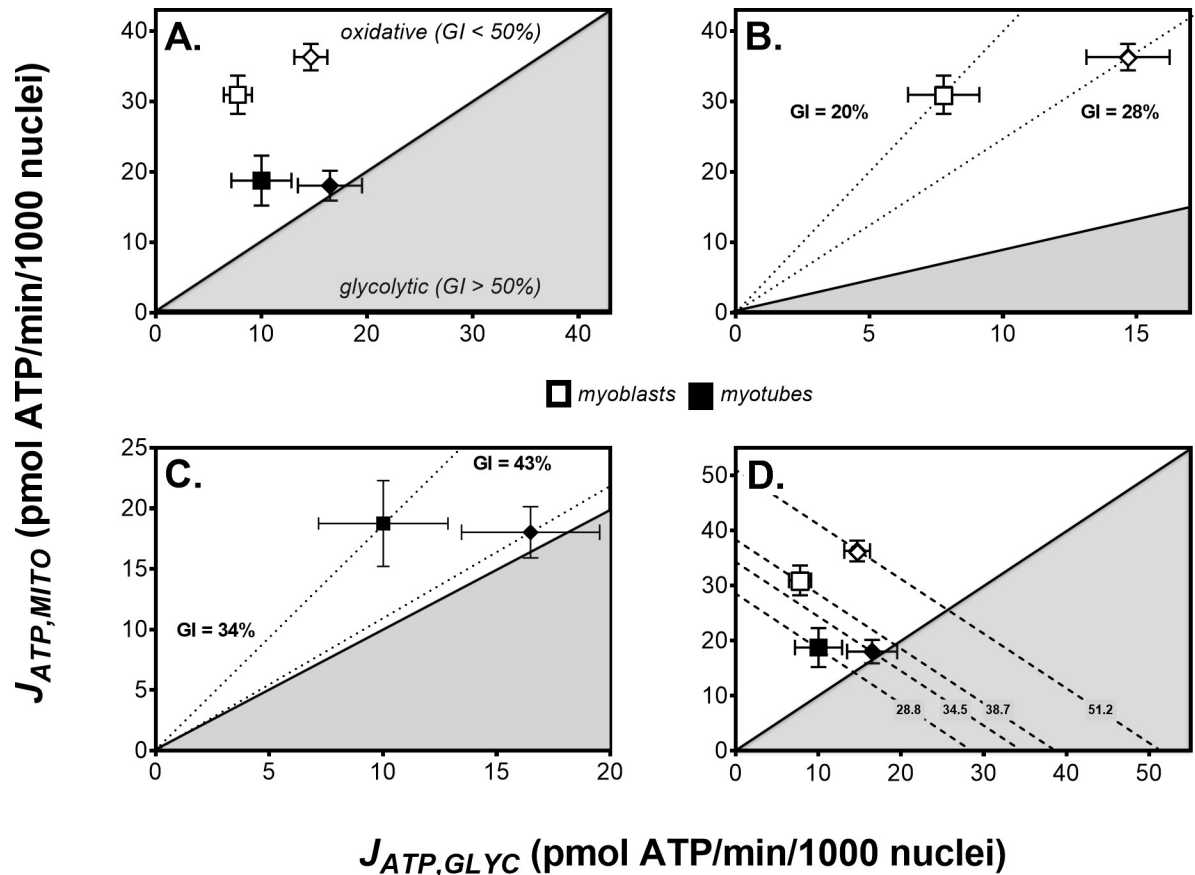 A.
oxidative (GI < 50%)
glycolytic (GI > 50%)
40
30
20
10
0
0 10 20 30 40
B.
GI = 20%
GI = 28%
40
30
20
10
0
0 5 10 15
myoblasts myotubes
C.
GI = 43%
GI = 34%
25
20
15
10
5
0
0 5 10 15 20
D.
50
40
30
20
10
0
28.8 34.5 38.7 51.2
0 10 20 30 40 50
J_ATP,MITO (pmol ATP/min/1000 nuclei)
J_ATP,GLYC (pmol ATP/min/1000 nuclei)